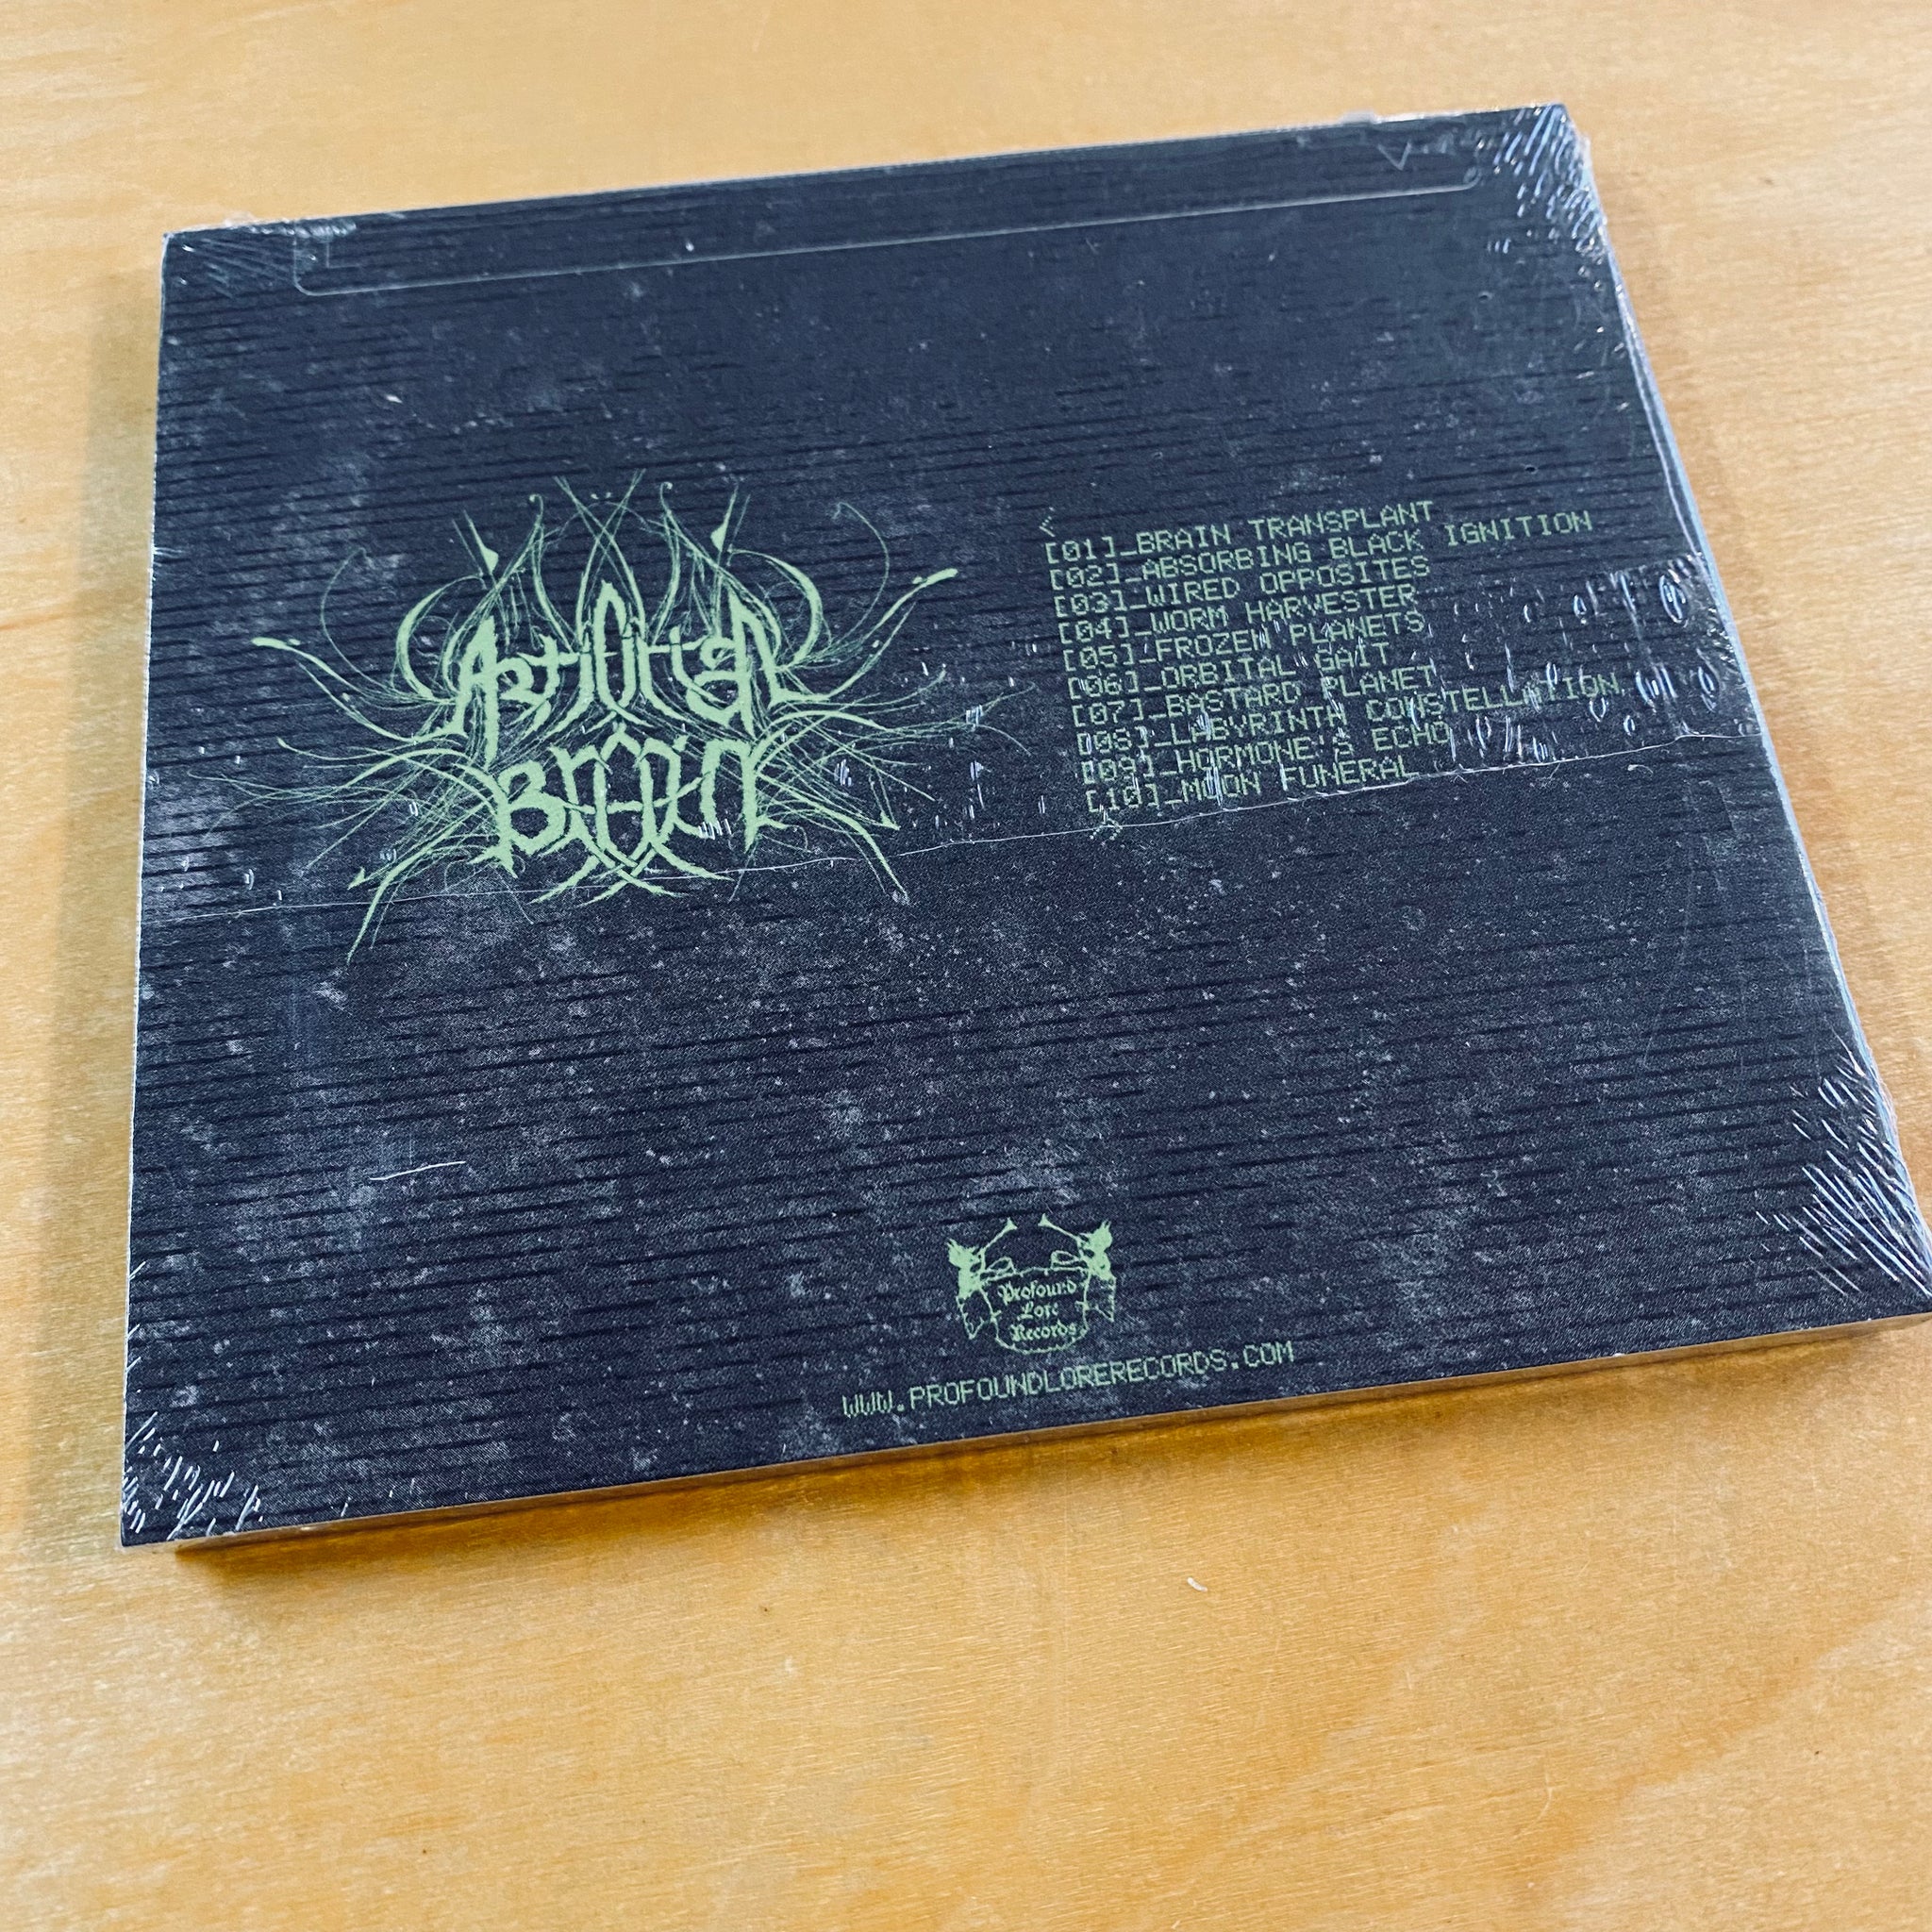 Artificial
Brain
[01]_BRAIN TRANSPLANT
[02]_ABSORBING BLACK IGNITION
[03]_WIRED OPPOSITES
[04]_WORM HARVESTER
[05]_FROZEN PLANETS
[06]_ORBITAL GAIT
[07]_BASTARD PLANET
[08]_LABYRINTH CONSTELLATION
[09]_HORMONE'S ECHO
[10]_MOON FUNERAL
Profound
Lore
Records
WWW.PROFOUNDLORERECORDS.COM